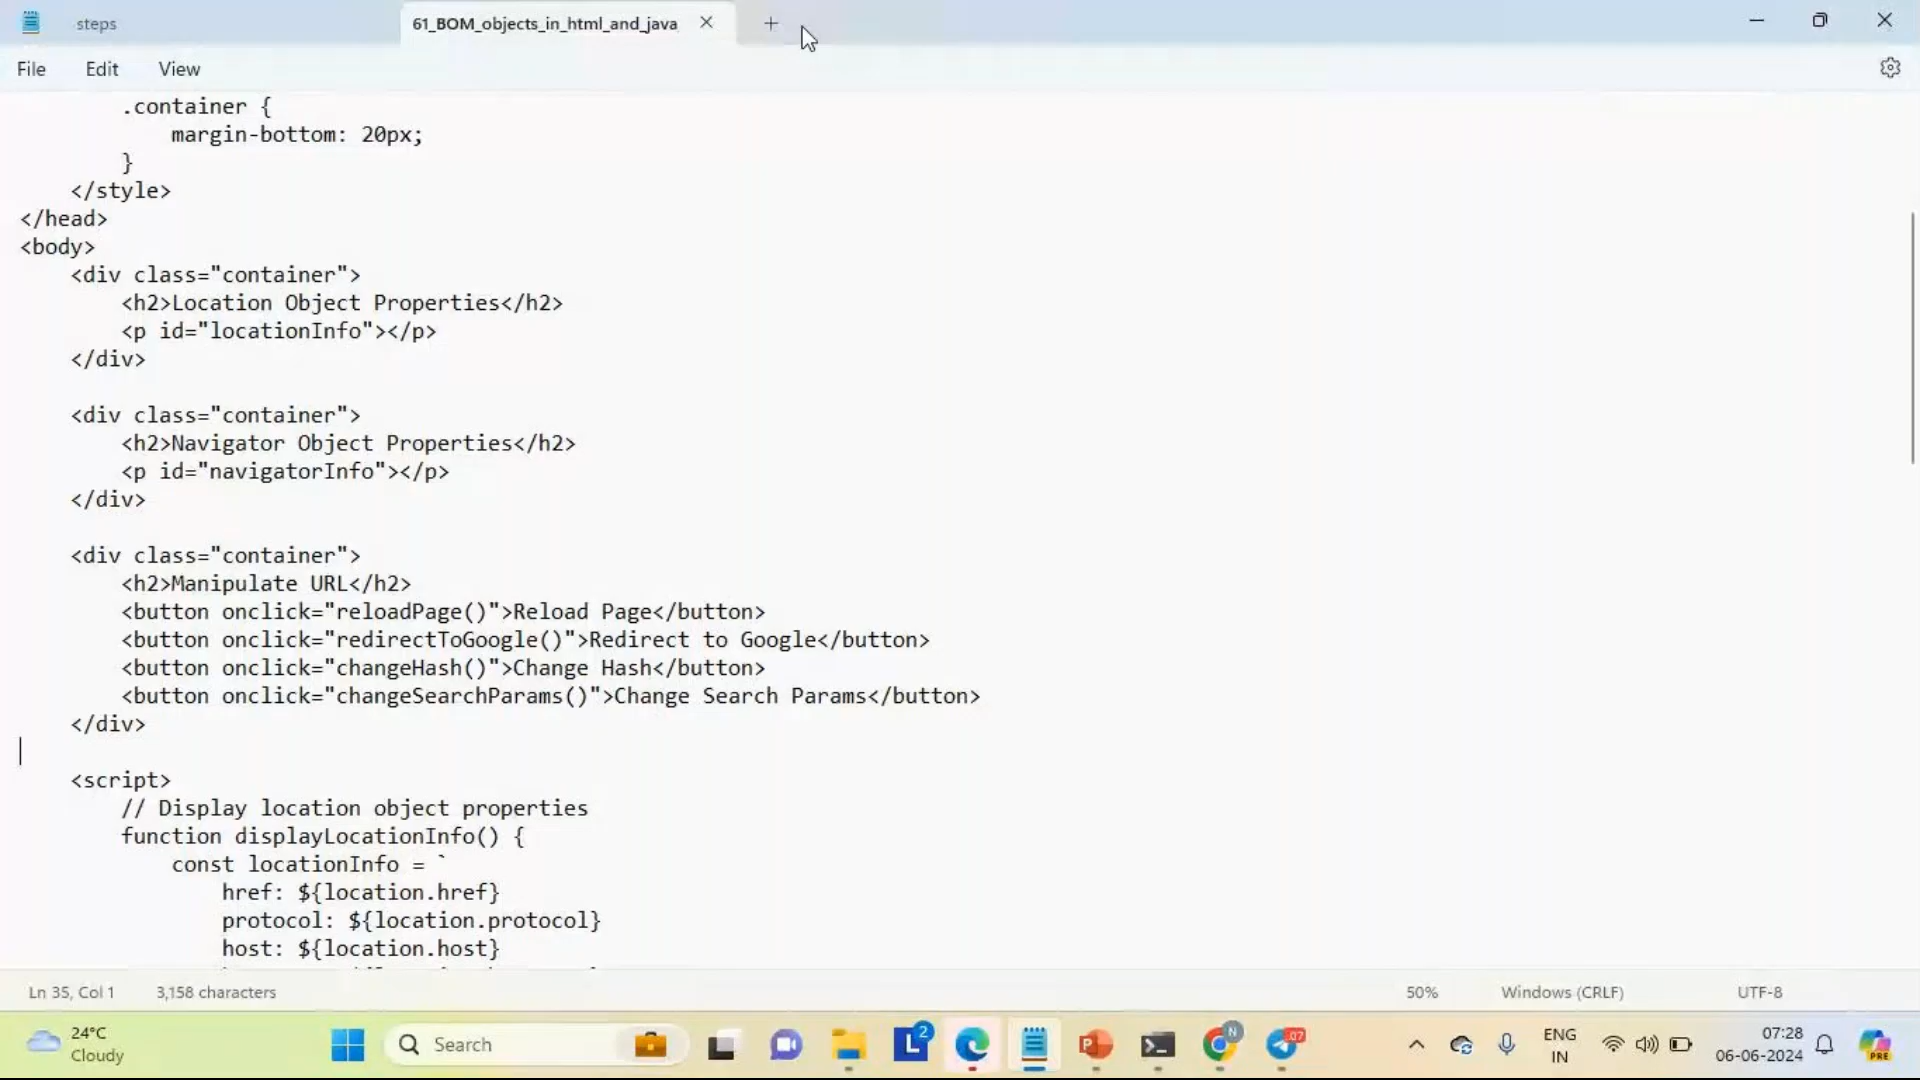 steps
61_BOM_objects_in_html_and_java
File Edit View
.container {
margin-bottom: 20px;
}
</style>
</head>
<body>
<div class="container">
<h2>Location Object Properties</h2>
<p id="locationInfo"></p>
</div>
<div class="container">
<h2>Navigator Object Properties</h2>
<p id="navigatorInfo"></p>
</div>
<div class="container">
<h2>Manipulate URL</h2>
<button onclick="reloadPage()">Reload Page</button>
<button onclick="redirectToGoogle()">Redirect to Google</button>
<button onclick="changeHash()">Change Hash</button>
<button onclick="changeSearchParams()">Change Search Params</button>
</div>
<script>
// Display location object properties
function displayLocationInfo() {
const locationInfo = `
href: ${location.href}
protocol: ${location.protocol}
host: ${location.host}
Ln 35, Col 1 3,158 characters 50% Windows (CRLF) UTF-8
24°C
Cloudy
Search
L 2
N
07
ENG
IN
07:28
06-06-2024
PRE